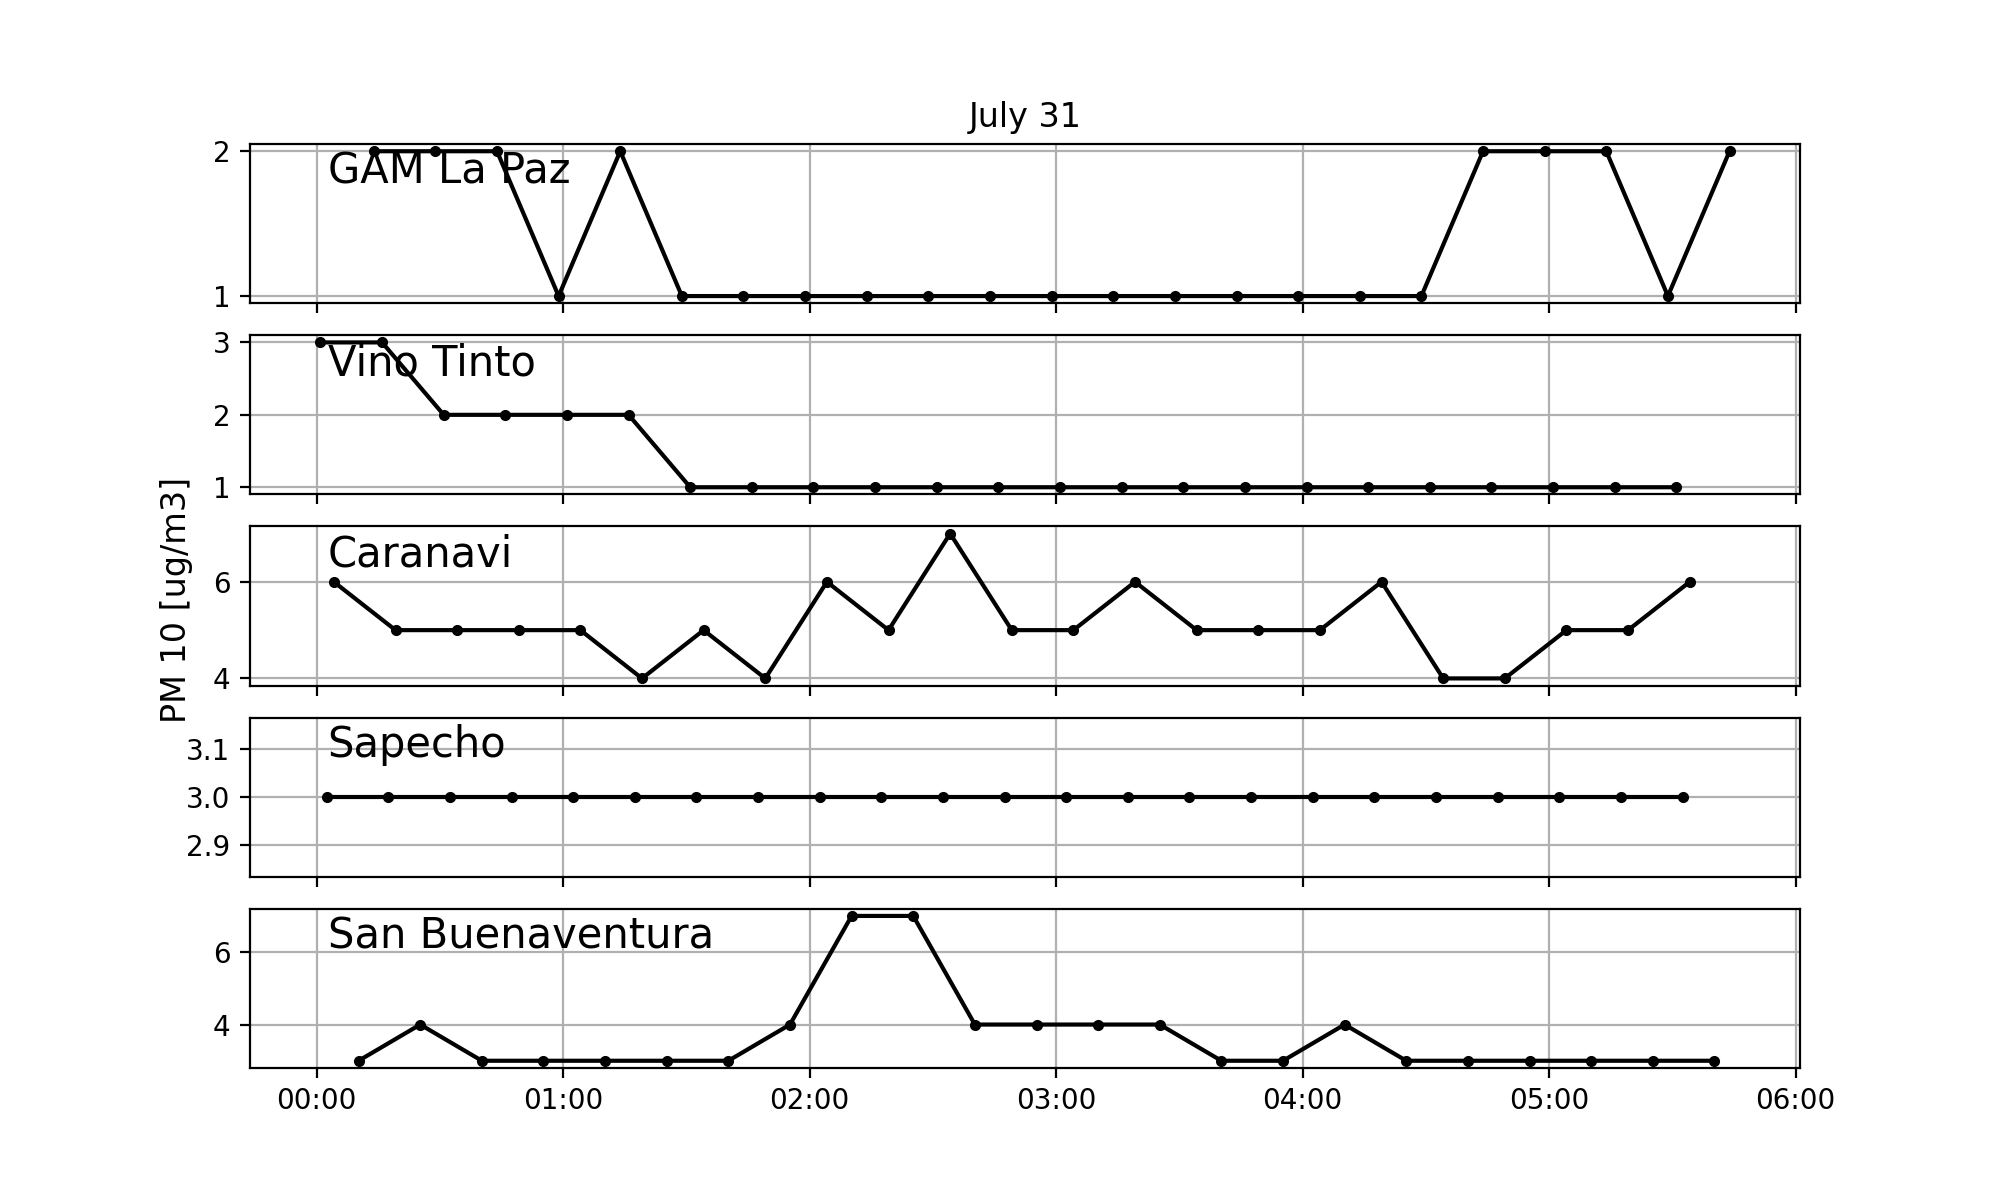 July 31
PM 10 [ug/m3]
GAM La Paz
2
1
Vino Tinto
3
2
1
Caranavi
6
4
Sapecho
3.1
3.0
2.9
San Buenaventura
6
4
00:00 01:00 02:00 03:00 04:00 05:00 06:00